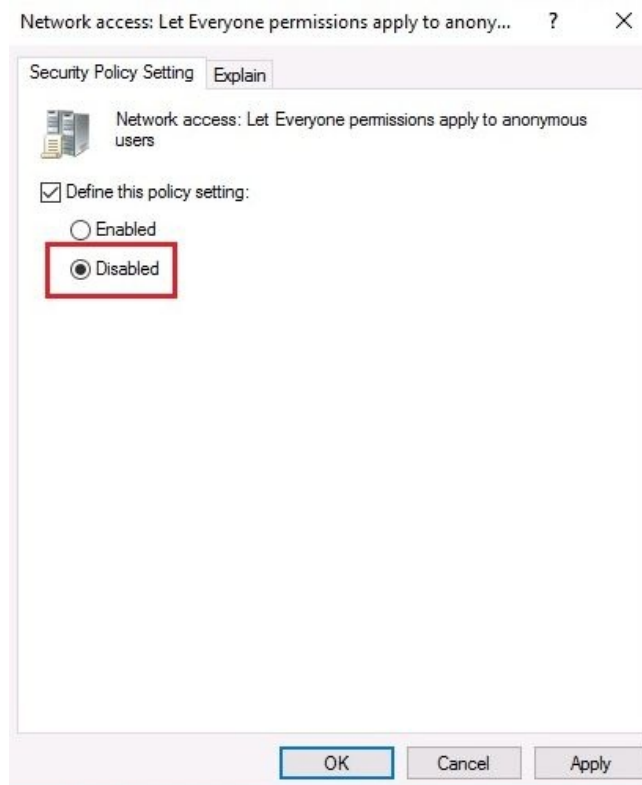 Network access: Let Everyone permissions apply to anony... ?
Security Policy Setting Explain
Network access: Let Everyone permissions apply to anonymous
users
Define this policy setting:
Enabled
Disabled
OK Cancel Apply